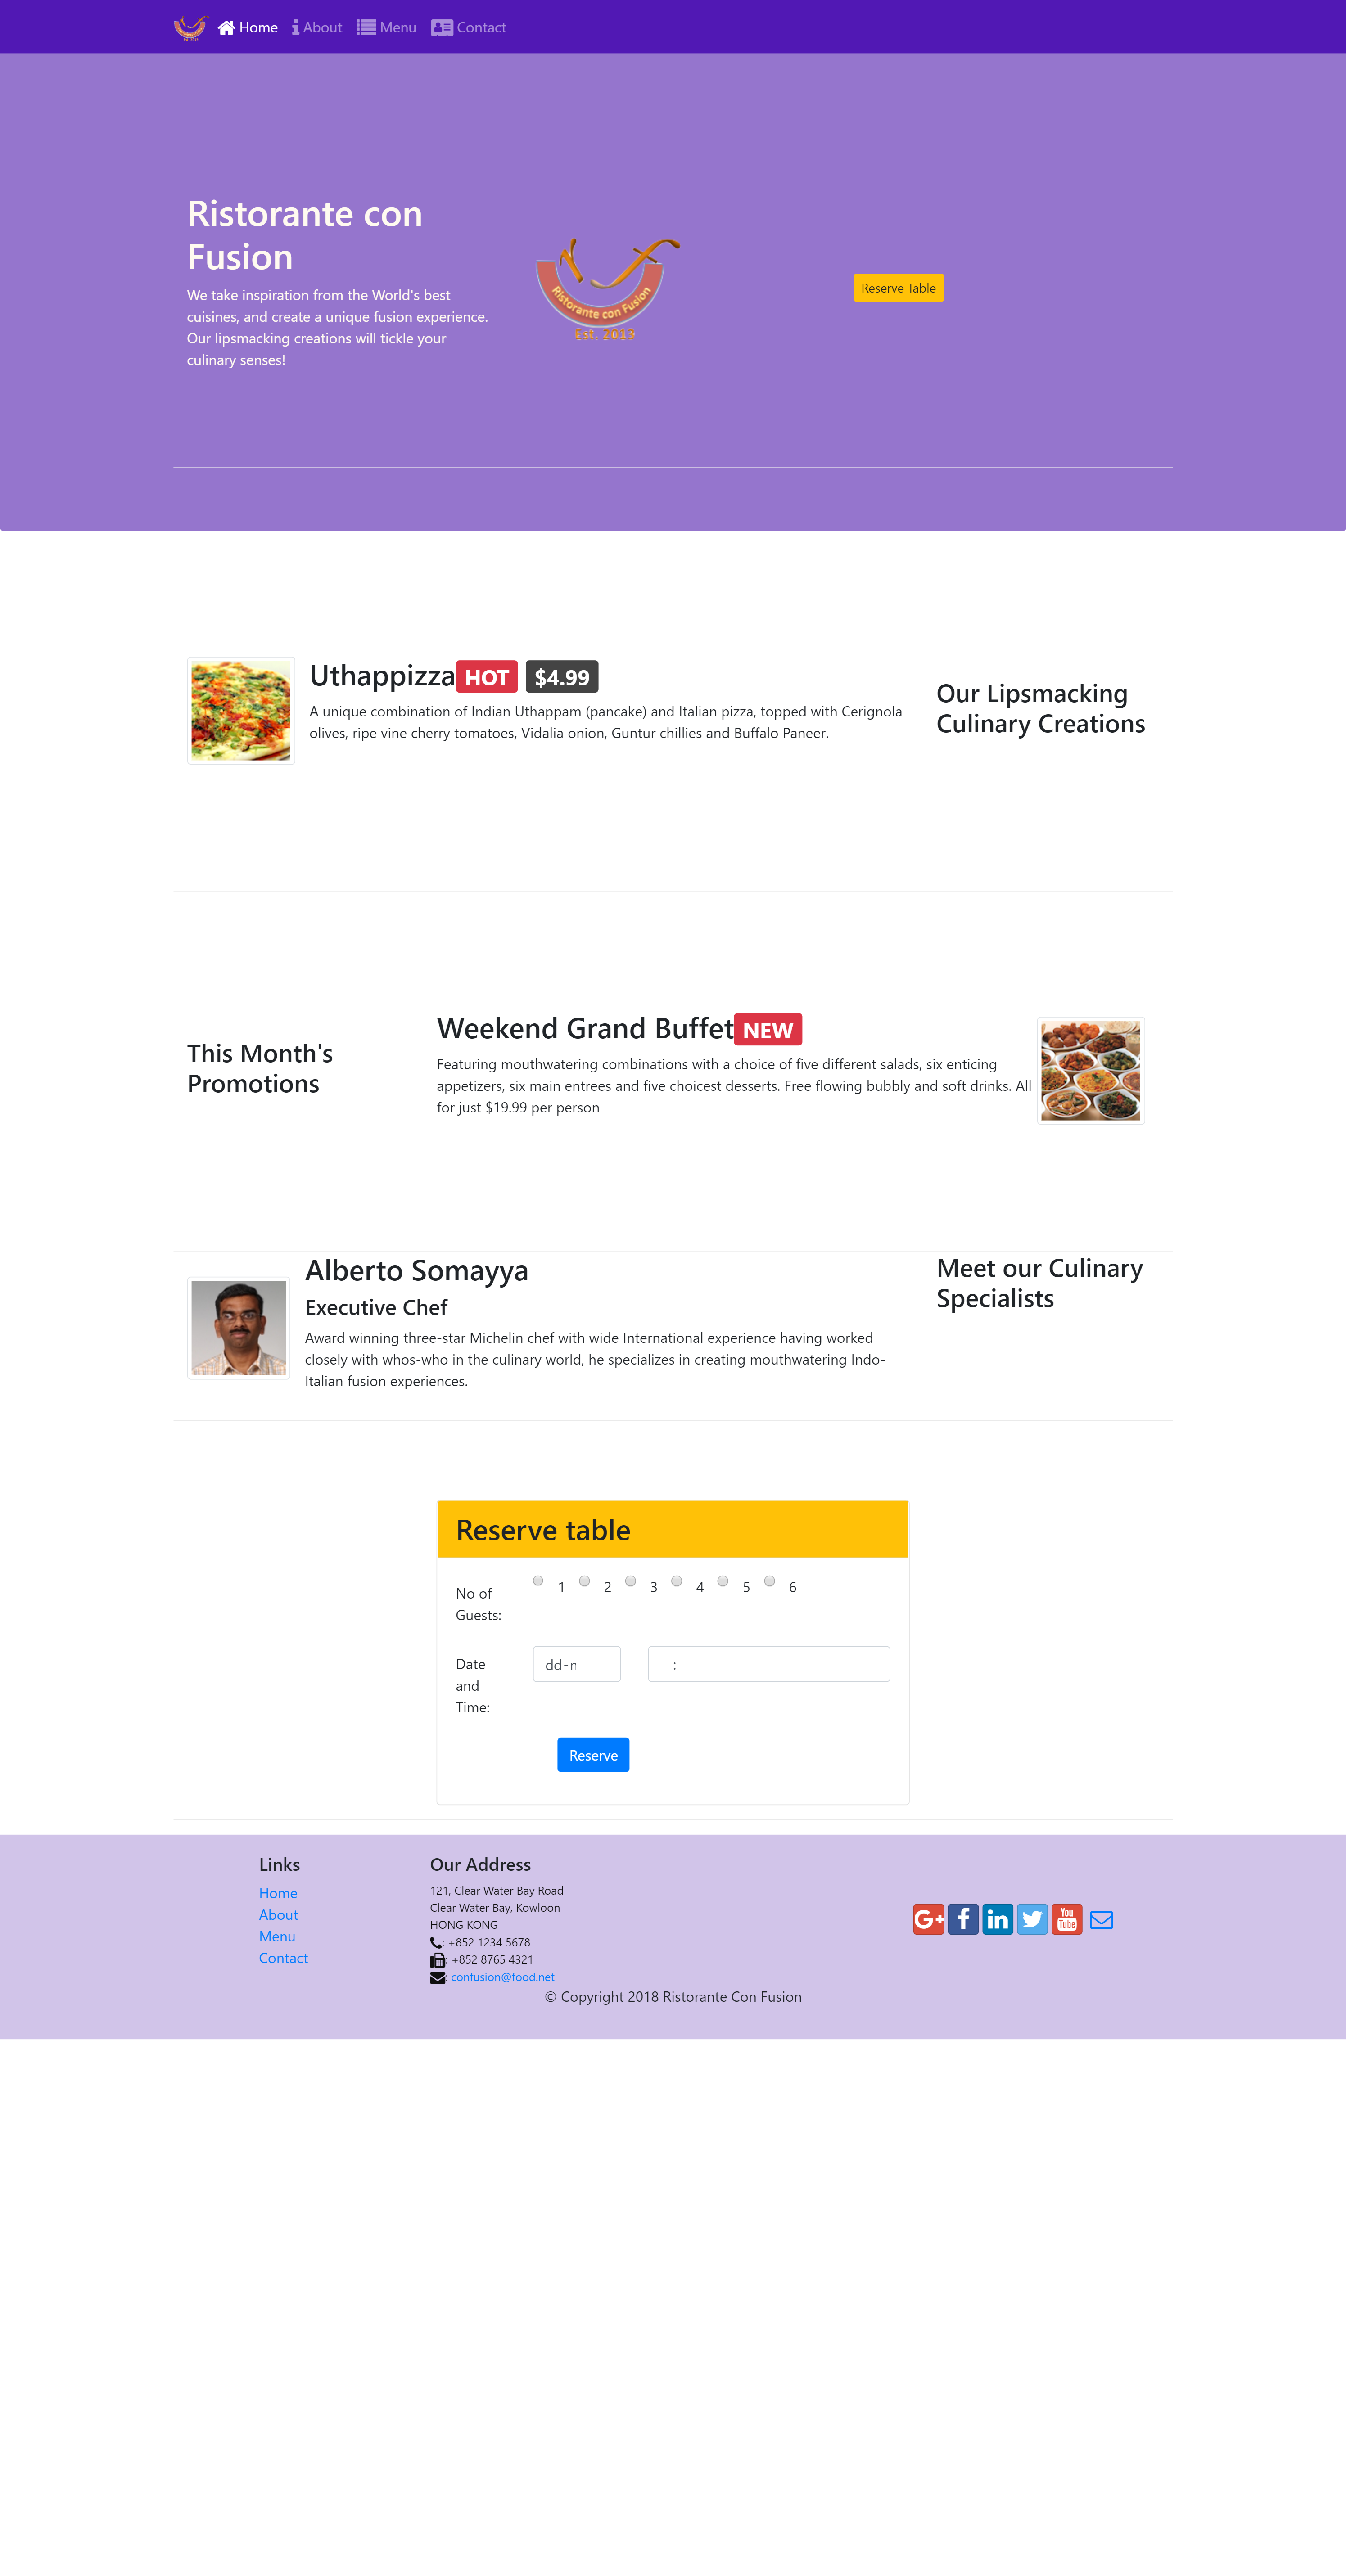 Home About Menu Contact
Ristorante con
Fusion
We take inspiration from the World's best
cuisines, and create a unique fusion experience.
Our lipsmacking creations will tickle your
culinary senses!
Ristorante con Fusion
Est. 2013
Reserve Table
Uthappizza HOT $4.99
A unique combination of Indian Uthappam (pancake) and Italian pizza, topped with Cerignola
olives, ripe vine cherry tomatoes, Vidalia onion, Guntur chillies and Buffalo Paneer.
Our Lipsmacking
Culinary Creations
This Month's
Promotions
Weekend Grand Buffet NEW
Featuring mouthwatering combinations with a choice of five different salads, six enticing
appetizers, six main entrees and five choicest desserts. Free flowing bubbly and soft drinks. All
for just $19.99 per person
Alberto Somayya
Executive Chef
Award winning three-star Michelin chef with wide International experience having worked
closely with whos-who in the culinary world, he specializes in creating mouthwatering Indo-
Italian fusion experiences.
Meet our Culinary
Specialists
Reserve table
No of
Guests:
1 2 3 4 5 6
Date
and
Time:
dd-n
--:-- --
Reserve
Links
Home
About
Menu
Contact
Our Address
121, Clear Water Bay Road
Clear Water Bay, Kowloon
HONG KONG
: +852 1234 5678
: +852 8765 4321
: confusion@food.net
G+ f in You Tube
© Copyright 2018 Ristorante Con Fusion